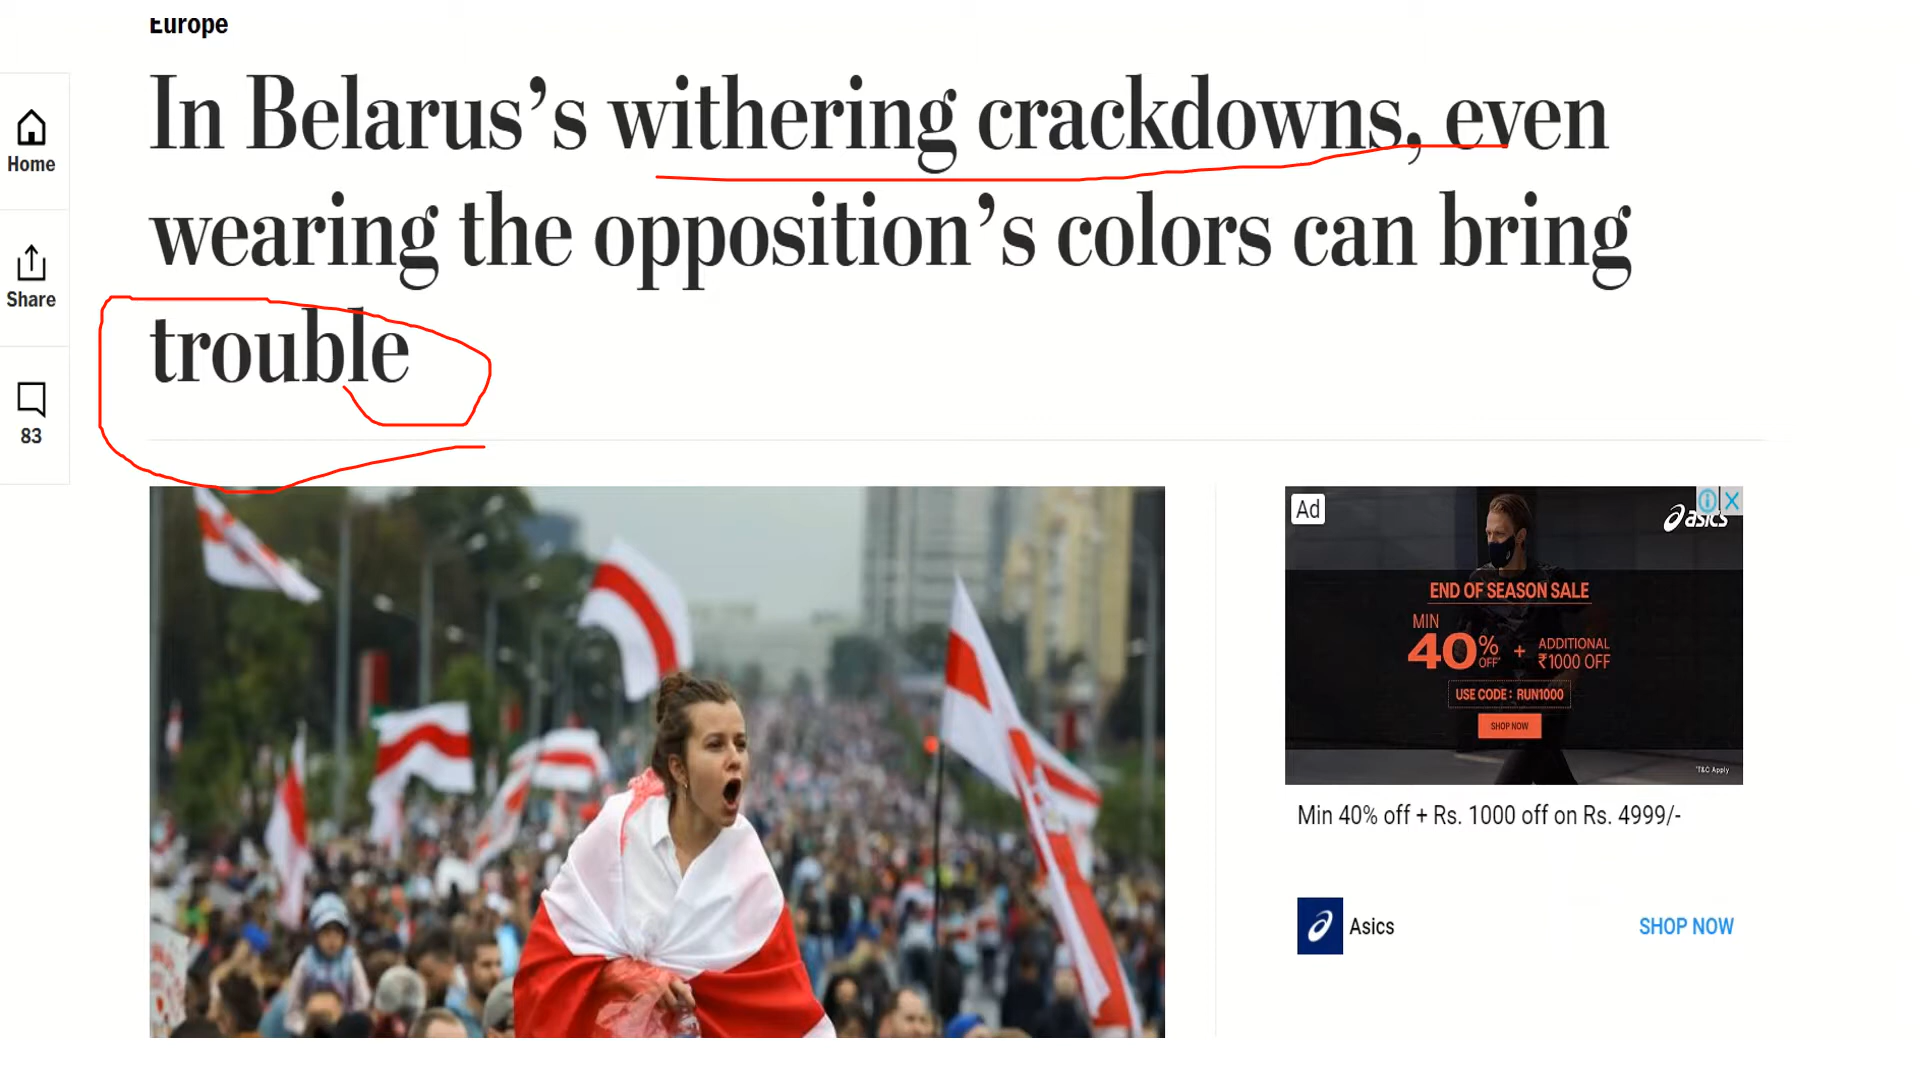 Europe
In Belarus’s withering crackdowns, even
wearing the opposition’s colors can bring
trouble
Home
Share
83
Ad
asics
END OF SEASON SALE
MIN
40% OFF* + ADDITIONAL ₹1000 OFF
USE CODE : RUN1000
SHOP NOW
*T&C Apply
Min 40% off + Rs. 1000 off on Rs. 4999/-
Asics
SHOP NOW